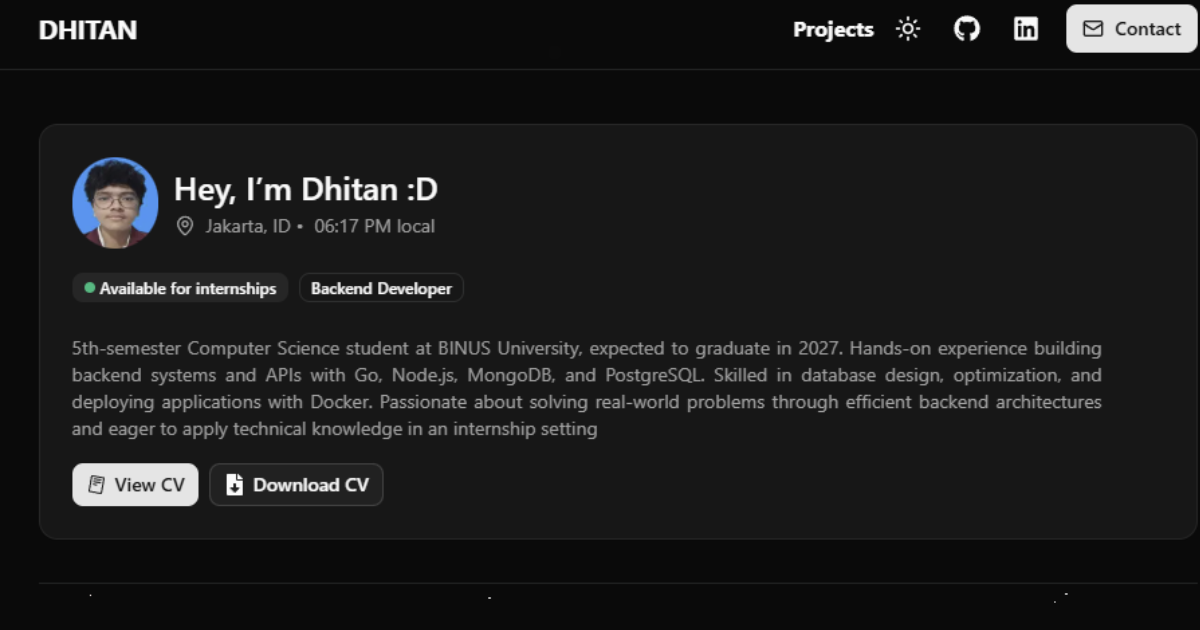 DHITAN
Projects
Contact
Hey, I’m Dhitan :D
Jakarta, ID • 06:17 PM local
Available for internships
Backend Developer
5th-semester Computer Science student at BINUS University, expected to graduate in 2027. Hands-on experience building
backend systems and APIs with Go, Node.js, MongoDB, and PostgreSQL. Skilled in database design, optimization, and
deploying applications with Docker. Passionate about solving real-world problems through efficient backend architectures
and eager to apply technical knowledge in an internship setting
View CV
Download CV